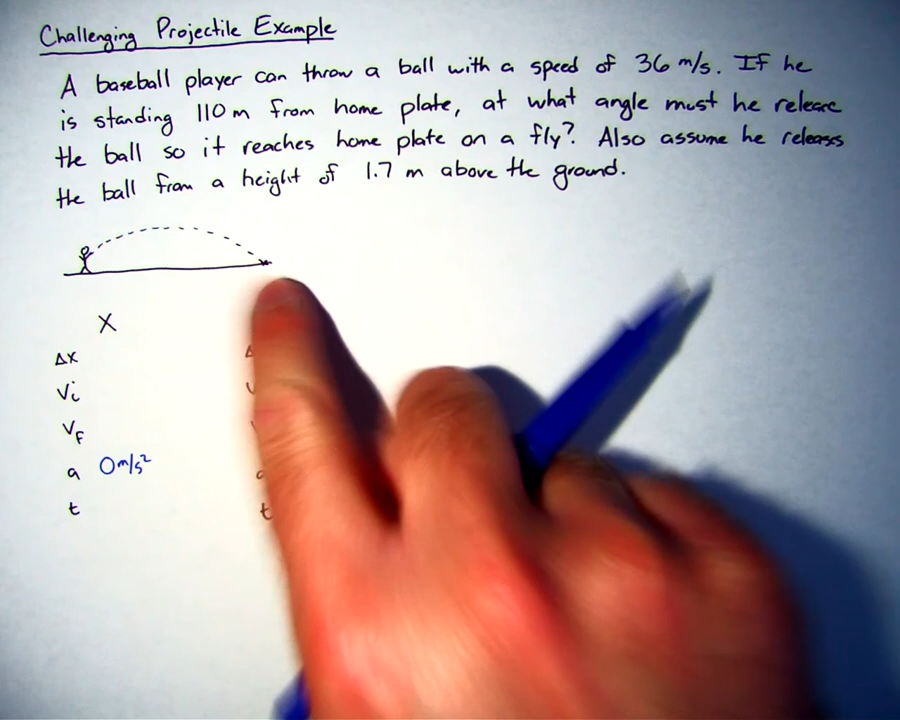 Challenging Projectile Example
A baseball player can throw a ball with a speed of 36 m/s. If he
is standing 110 m from home plate, at what angle must he release
the ball so it reaches home plate on a fly? Also assume he releases
the ball from a height of 1.7 m above the ground.
X
Δx
Vi
VF
a 0 m/s²
t t